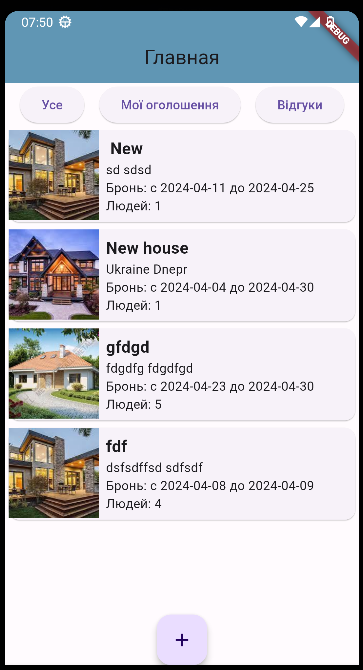 07:50
DEBUG
Главная
Усе
Мої оголошення
Відгуки
New
sd sdsd
Бронь: с 2024-04-11 до 2024-04-25
Людей: 1
New house
Ukraine Dnepr
Бронь: с 2024-04-04 до 2024-04-30
Людей: 1
gfdgd
fdgdfg fdgdfgd
Бронь: с 2024-04-23 до 2024-04-30
Людей: 5
fdf
dsfsdffsd sdfsdf
Бронь: с 2024-04-08 до 2024-04-09
Людей: 4
+